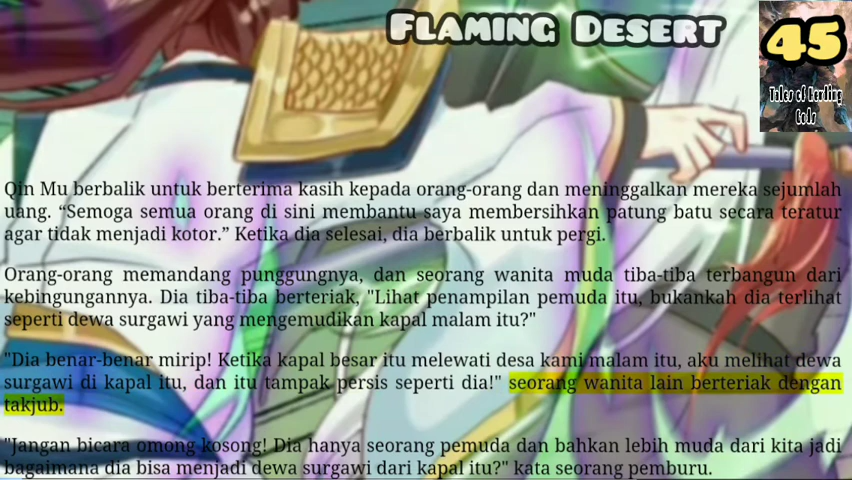 FLAMING DESERT
45
Tales of Herding
Gods
Qin Mu berbalik untuk berterima kasih kepada orang-orang dan meninggalkan mereka sejumlah
uang. “Semoga semua orang di sini membantu saya membersihkan patung batu secara teratur
agar tidak menjadi kotor.” Ketika dia selesai, dia berbalik untuk pergi.
Orang-orang memandang punggungnya, dan seorang wanita muda tiba-tiba terbangun dari
kebingungannya. Dia tiba-tiba berteriak, "Lihat penampilan pemuda itu, bukankah dia terlihat
seperti dewa surgawi yang mengemudikan kapal malam itu?"
"Dia benar-benar mirip! Ketika kapal besar itu melewati desa kami malam itu, aku melihat dewa
surgawi di kapal itu, dan itu tampak persis seperti dia!" seorang wanita lain berteriak dengan
takjub.
"Jangan bicara omong kosong! Dia hanya seorang pemuda dan bahkan lebih muda dari kita jadi
bagaimana dia bisa menjadi dewa surgawi dari kapal itu?" kata seorang pemburu.